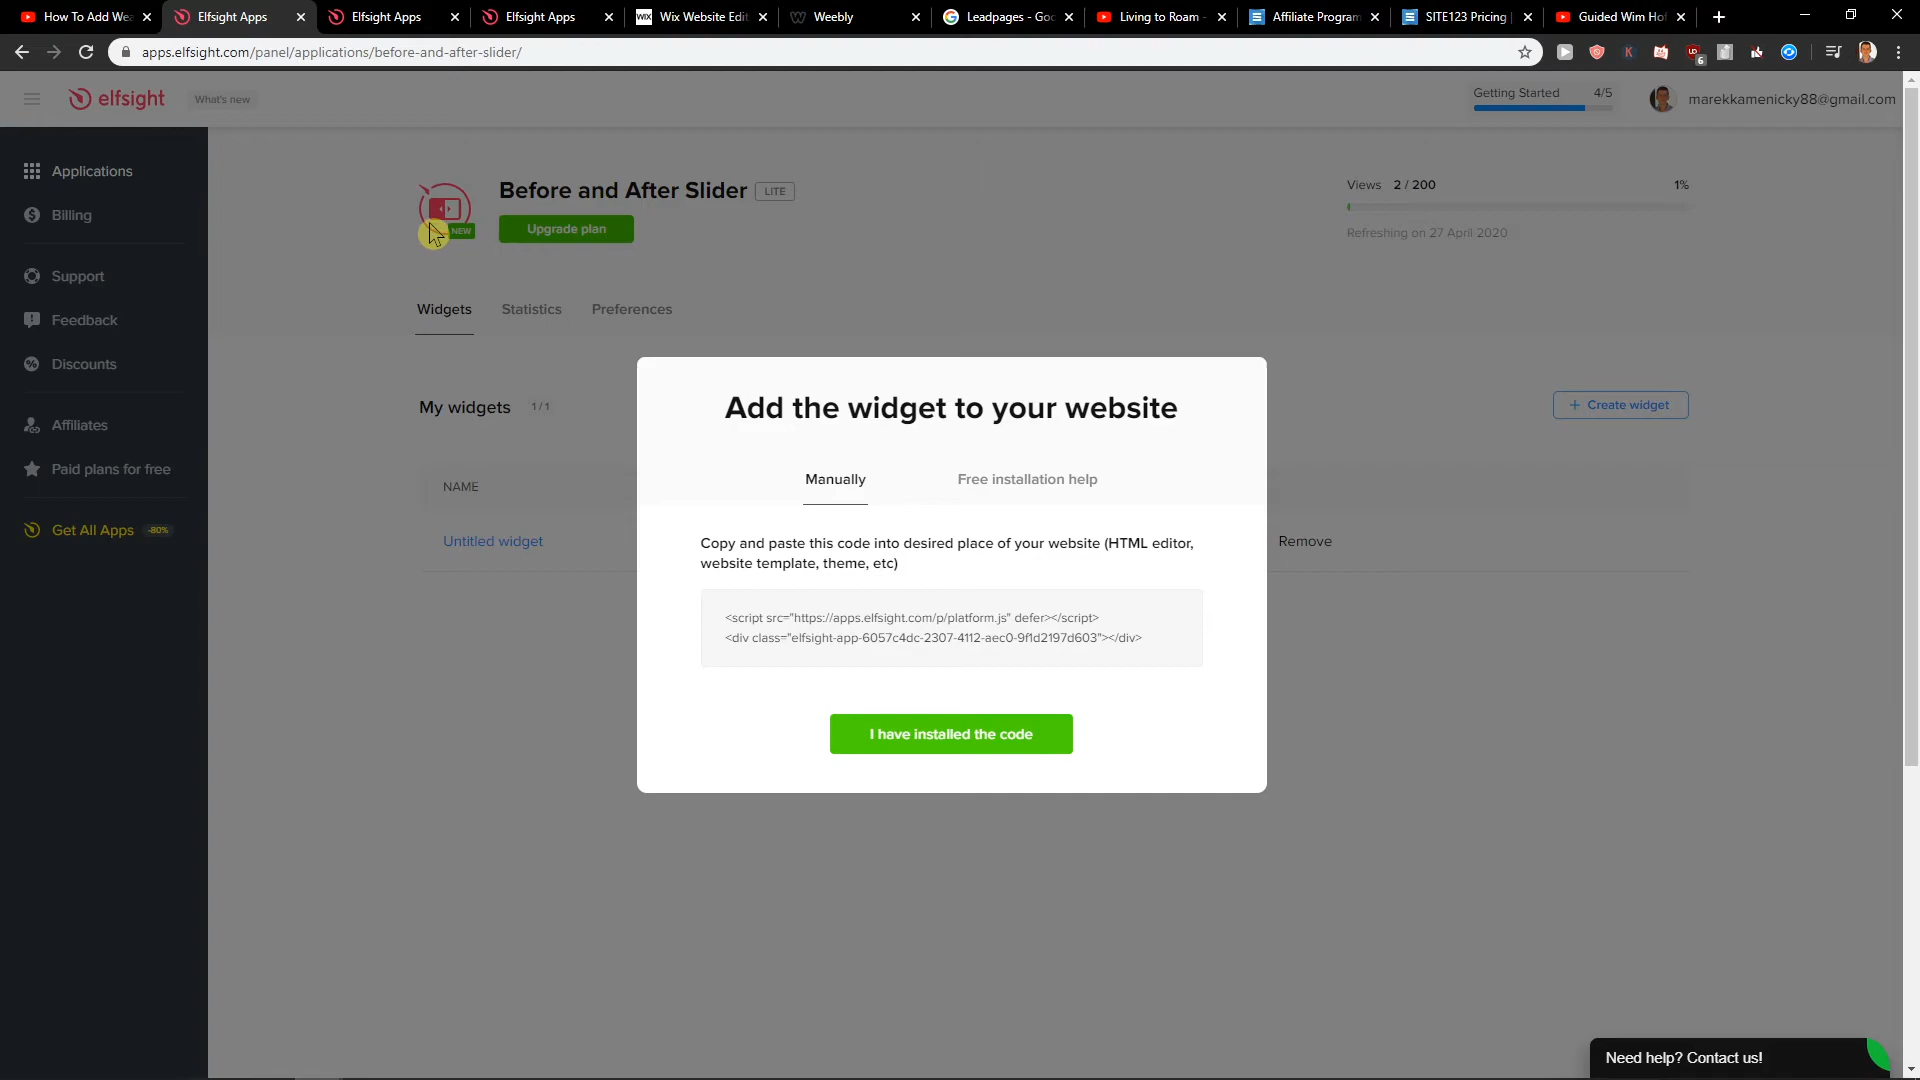 How To Add Wea
Elfsight Apps
Elfsight Apps
Elfsight Apps
WIX Wix Website Edit
Weebly
Leadpages - Goo
Living to Roam -
Affiliate Program
SITE123 Pricing |
Guided Wim Hof
apps.elfsight.com/panel/applications/before-and-after-slider/
K
UD
6
elfsight
What's new
Getting Started 4/5
marekkamenicky88@gmail.com
Applications
Billing
Support
Feedback
Discounts
Affiliates
Paid plans for free
Get All Apps -80%
NEW
Before and After Slider LITE
Upgrade plan
Views 2 / 200 1%
Refreshing on 27 April 2020
Widgets Statistics Preferences
My widgets 1 / 1
+ Create widget
NAME
Untitled widget
Remove
Add the widget to your website
Manually Free installation help
Copy and paste this code into desired place of your website (HTML editor,
website template, theme, etc)
<script src="https://apps.elfsight.com/p/platform.js" defer></script>
<div class="elfsight-app-6057c4dc-2307-4112-aec0-9f1d2197d603"></div>
I have installed the code
Need help? Contact us!